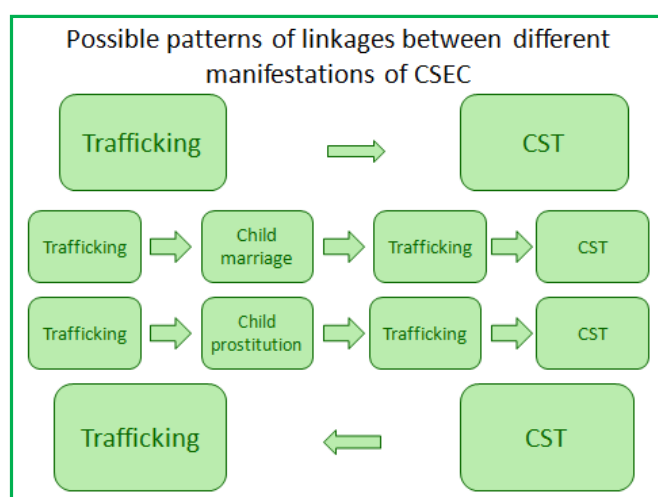 Possible patterns of linkages between different
manifestations of CSEC
Trafficking
CST
Trafficking
Child
marriage
Trafficking
CST
Trafficking
Child
prostitution
Trafficking
CST
Trafficking
CST